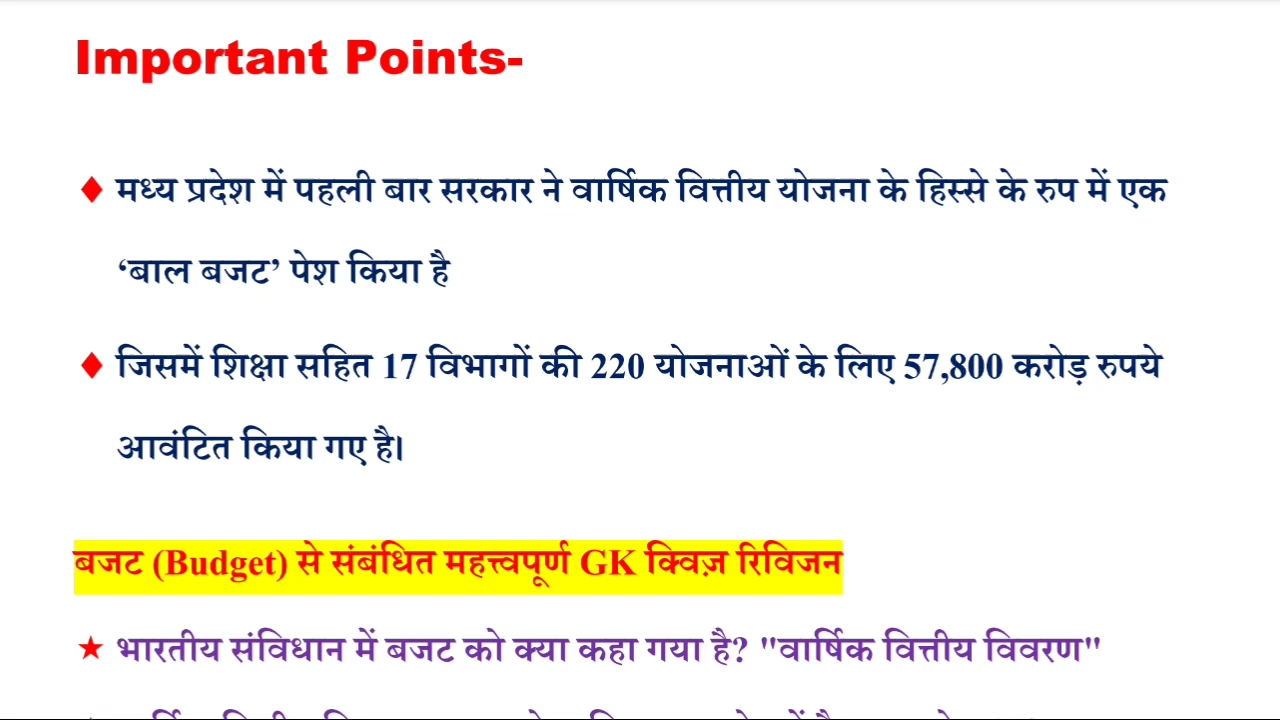 Important Points-
मध्य प्रदेश में पहली बार सरकार ने वार्षिक वित्तीय योजना के हिस्से के रुप में एक
‘बाल बजट’ पेश किया है
जिसमें शिक्षा सहित 17 विभागों की 220 योजनाओं के लिए 57,800 करोड़ रुपये
आवंटित किया गए है।
बजट (Budget) से संबंधित महत्त्वपूर्ण GK क्विज़ रिविजन
★ भारतीय संविधान में बजट को क्या कहा गया है? "वार्षिक वित्तीय विवरण"